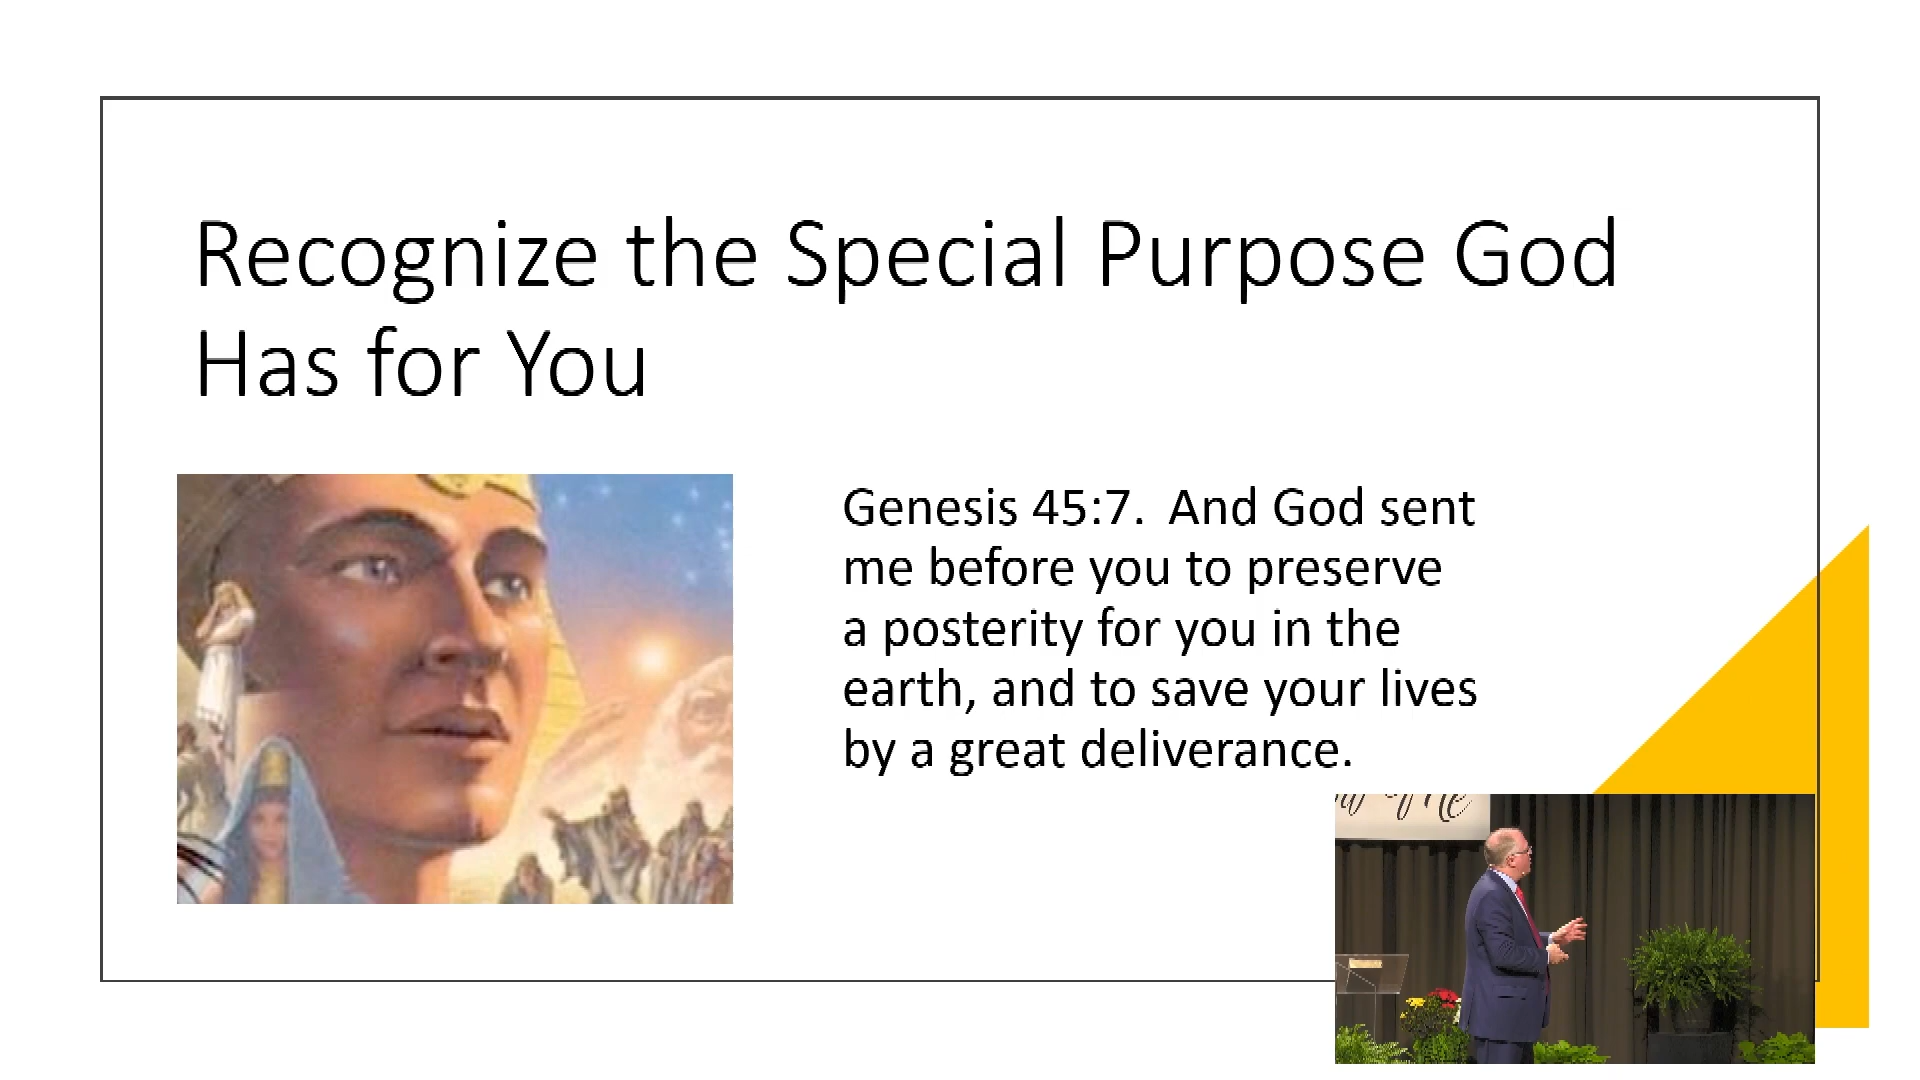 Recognize the Special Purpose God
Has for You
Genesis 45:7.  And God sent
me before you to preserve
a posterity for you in the
earth, and to save your lives
by a great deliverance.
Me